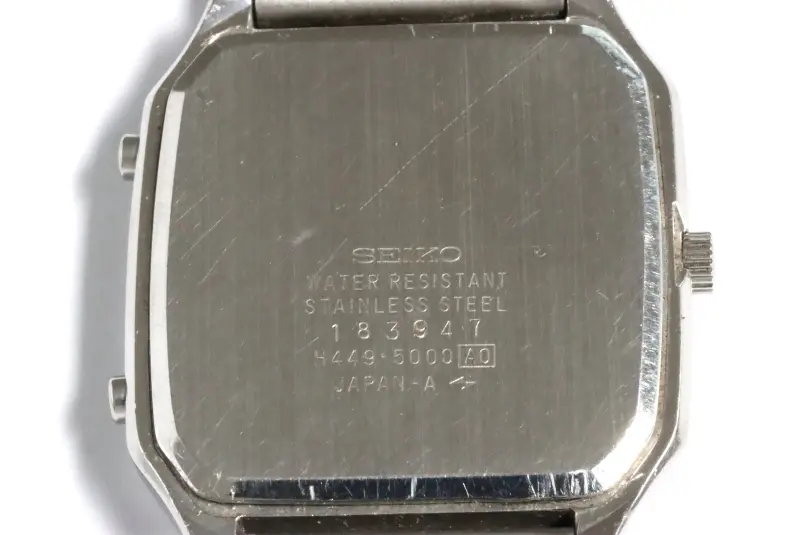 SEIKO
WATER RESISTANT
STAINLESS STEEL
183947
H449-5000 A0
JAPAN-A